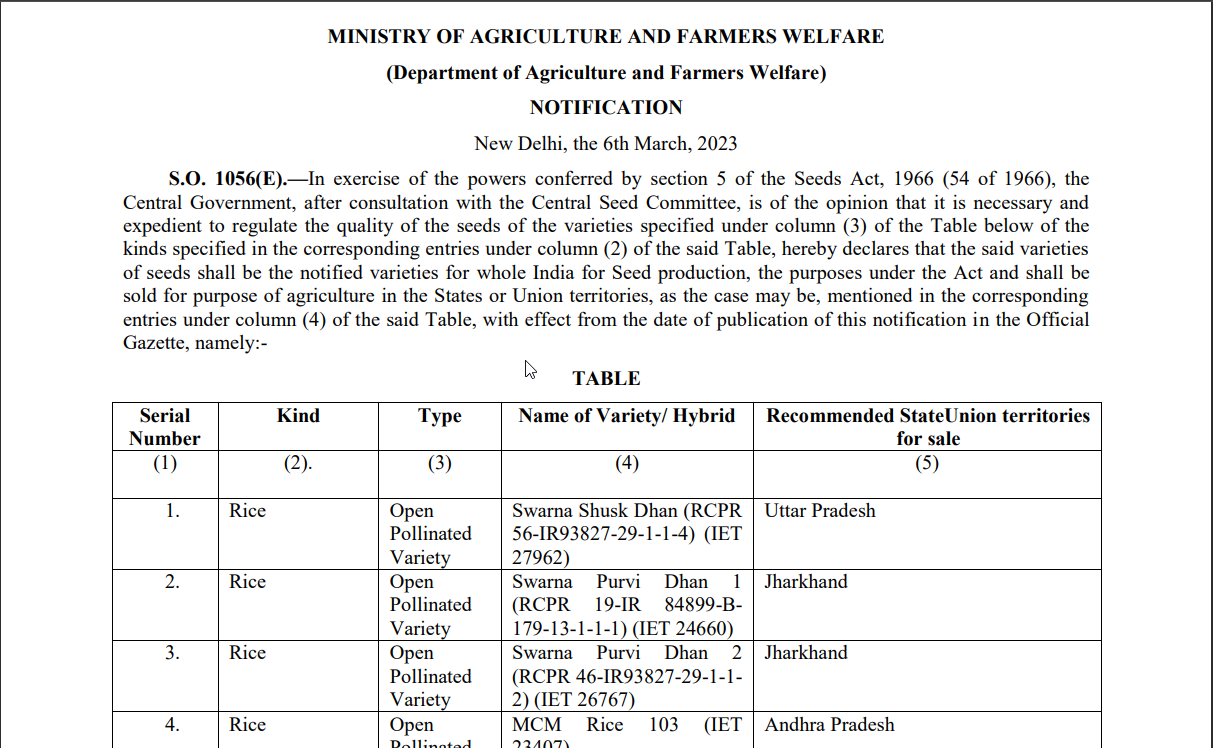 MINISTRY OF AGRICULTURE AND FARMERS WELFARE
(Department of Agriculture and Farmers Welfare)
NOTIFICATION
New Delhi, the 6th March, 2023
S.O. 1056(E).—In exercise of the powers conferred by section 5 of the Seeds Act, 1966 (54 of 1966), the
Central Government, after consultation with the Central Seed Committee, is of the opinion that it is necessary and
expedient to regulate the quality of the seeds of the varieties specified under column (3) of the Table below of the
kinds specified in the corresponding entries under column (2) of the said Table, hereby declares that the said varieties
of seeds shall be the notified varieties for whole India for Seed production, the purposes under the Act and shall be
sold for purpose of agriculture in the States or Union territories, as the case may be, mentioned in the corresponding
entries under column (4) of the said Table, with effect from the date of publication of this notification in the Official
Gazette, namely:-
TABLE
Serial Kind Type Name of Variety/ Hybrid Recommended StateUnion territories
Number for sale
(1) (2). (3) (4) (5)
1. Rice Open Swarna Shusk Dhan (RCPR Uttar Pradesh
Pollinated 56-IR93827-29-1-1-4) (IET
Variety 27962)
2. Rice Open Swarna Purvi Dhan 1 Jharkhand
Pollinated (RCPR 19-IR 84899-B-
Variety 179-13-1-1-1) (IET 24660)
3. Rice Open Swarna Purvi Dhan 2 Jharkhand
Pollinated (RCPR 46-IR93827-29-1-1-
Variety 2) (IET 26767)
4. Rice Open MCM Rice 103 (IET Andhra Pradesh
Pollinated 23407)